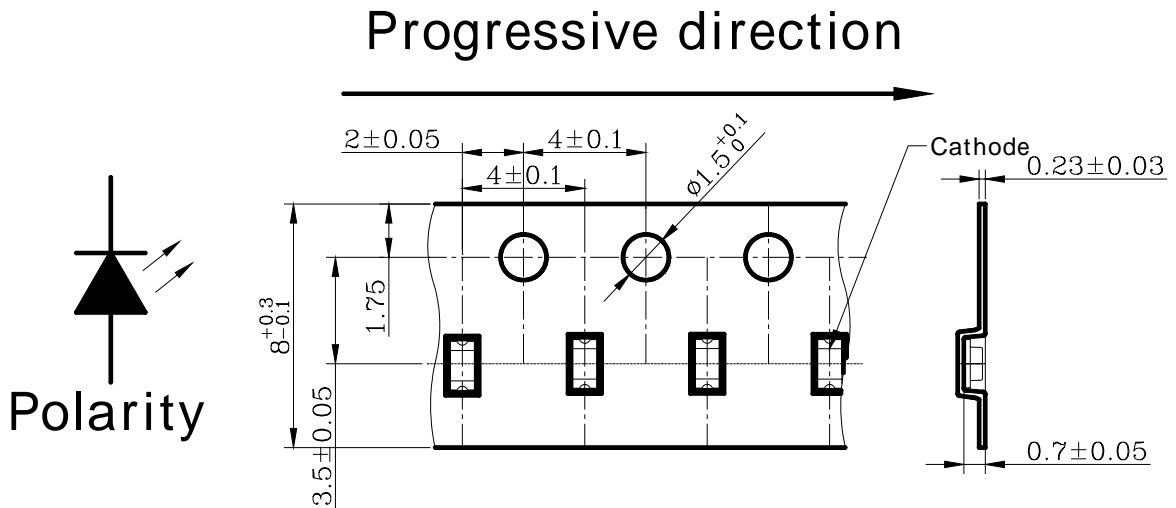 Progressive direction
2±0.05
4±0.1
4±0.1
ø1.5 +0.1 0
Cathode
0.23±0.03
8 +0.3 -0.1
1.75
3.5±0.05
Polarity
0.7±0.05